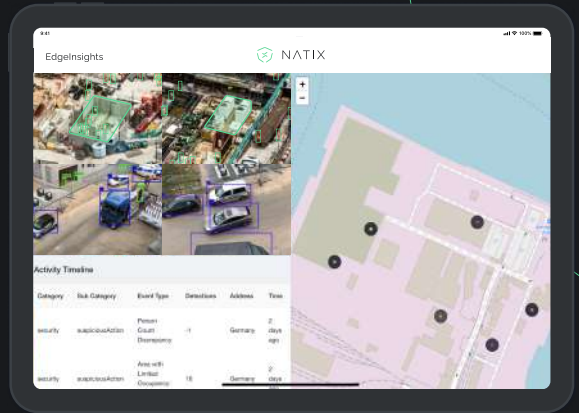 9:41
100%
EdgeInsights
NATIX
+
−
Activity Timeline
Category Sub Category Event Type Detections Address Time
security suspiciousAction Person Count Discrepancy -1 Germany 2 days ago
security suspiciousAction Area with Limited Occupancy 16 Germany 2 days